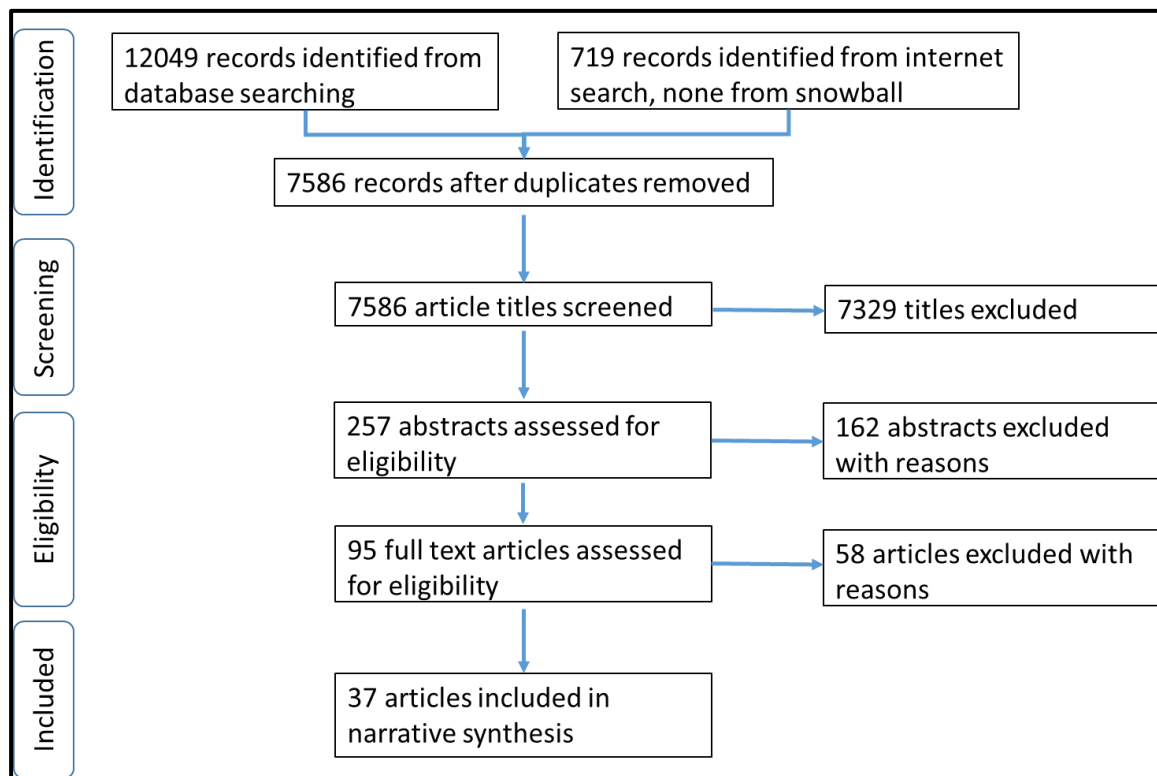 Identification
12049 records identified from
database searching
719 records identified from internet
search, none from snowball
7586 records after duplicates removed
Screening
7586 article titles screened
7329 titles excluded
Eligibility
257 abstracts assessed for
eligibility
162 abstracts excluded
with reasons
95 full text articles assessed
for eligibility
58 articles excluded with
reasons
Included
37 articles included in
narrative synthesis